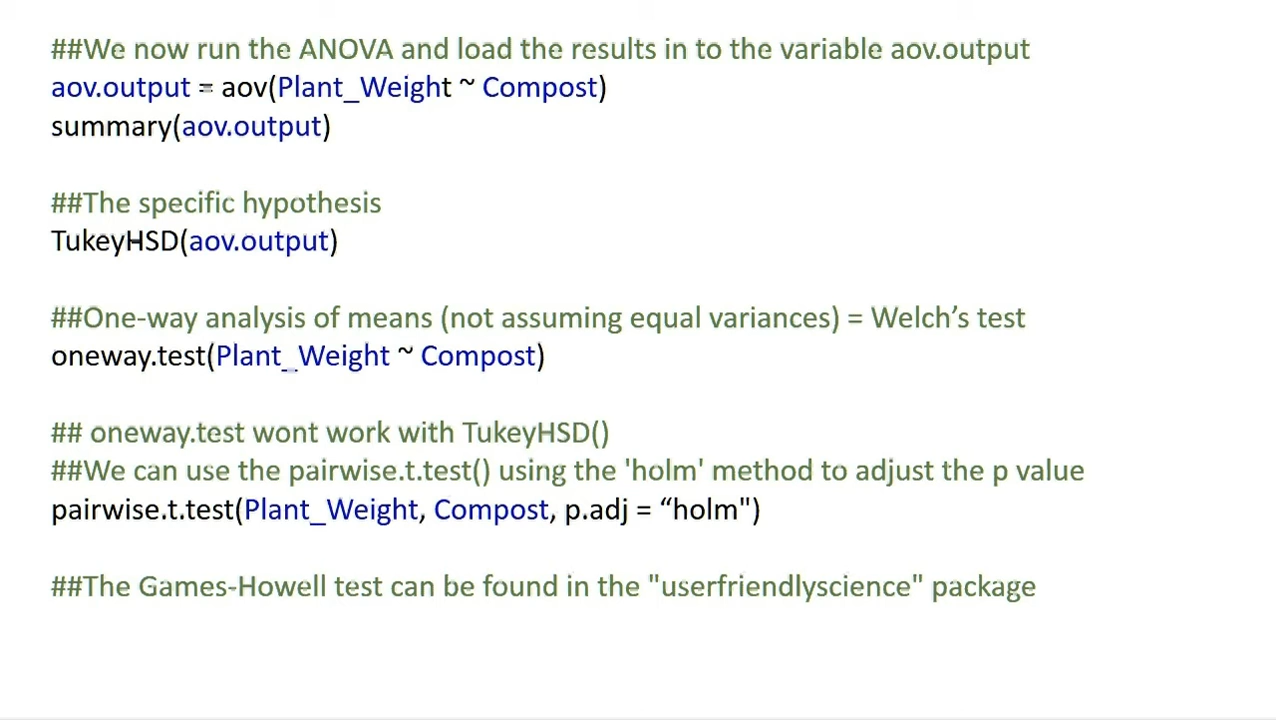 ##We now run the ANOVA and load the results in to the variable aov.output
aov.output = aov(Plant_Weight ~ Compost)
summary(aov.output)
##The specific hypothesis
TukeyHSD(aov.output)
##One-way analysis of means (not assuming equal variances) = Welch’s test
oneway.test(Plant_Weight ~ Compost)
## oneway.test wont work with TukeyHSD()
##We can use the pairwise.t.test() using the 'holm' method to adjust the p value
pairwise.t.test(Plant_Weight, Compost, p.adj = “holm")
##The Games-Howell test can be found in the "userfriendlyscience" package